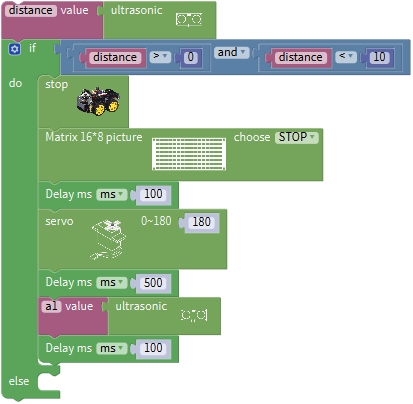 distance value ultrasonic
if distance > 0 and distance < 10
do stop
Matrix 16*8 picture choose STOP
Delay ms ms 100
servo 0~180 180
Delay ms ms 500
a1 value ultrasonic
Delay ms ms 100
else